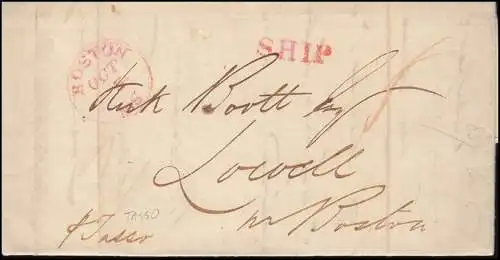 BOSTON
OCT
SHIP
Kirk Boott Esq
Lowell
nr Boston
TASSO
p Tasso